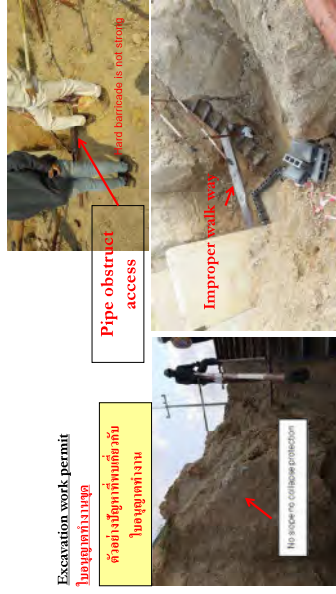 Excavation work permit
ใบอนุญาตทำงานขุด
ตัวอย่างปัญหาที่พบเกี่ยวกับ
ใบอนุญาตทำงาน
Pipe obstruct
access
Hard barricade is not strong
No slope no collapse protection
Improper walk way